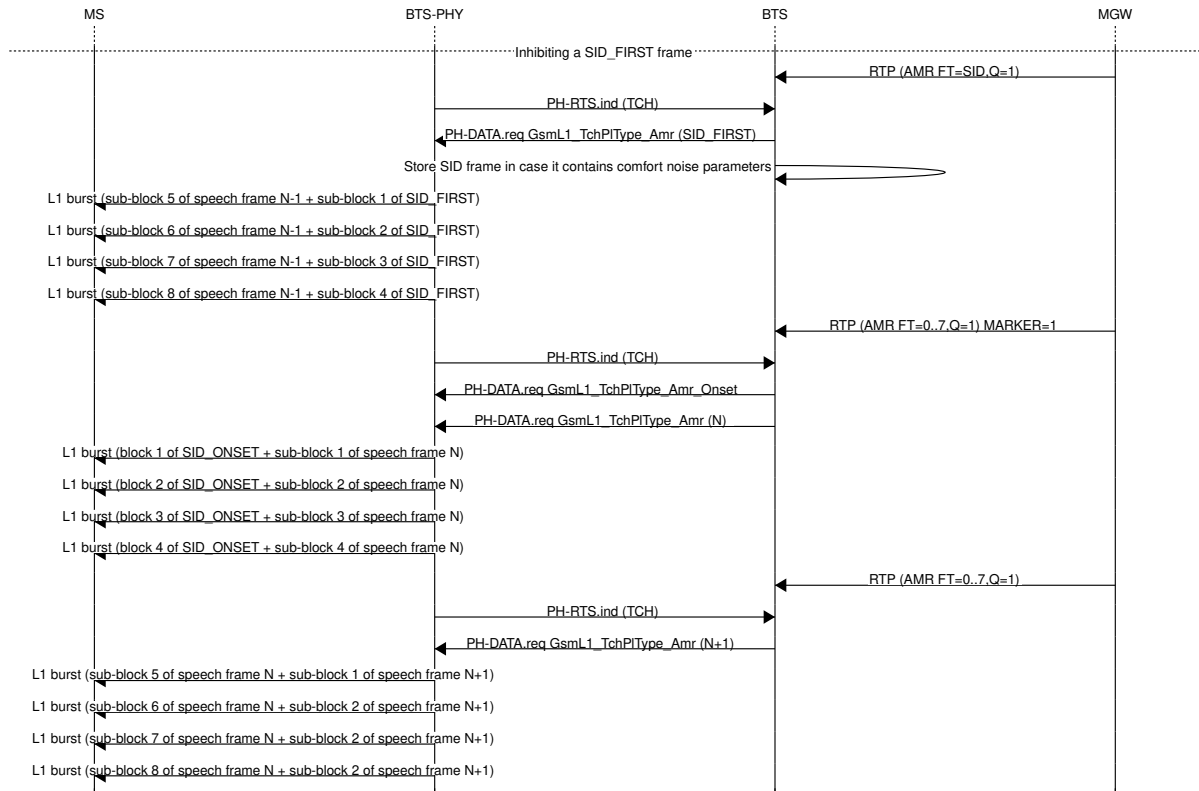 MS BTS-PHY BTS MGW
Inhibiting a SID_FIRST frame
RTP (AMR FT=SID,Q=1)
PH-RTS.ind (TCH)
PH-DATA.req GsmL1_TchPlType_Amr (SID_FIRST)
Store SID frame in case it contains comfort noise parameters
L1 burst (sub-block 5 of speech frame N-1 + sub-block 1 of SID_FIRST)
L1 burst (sub-block 6 of speech frame N-1 + sub-block 2 of SID_FIRST)
L1 burst (sub-block 7 of speech frame N-1 + sub-block 3 of SID_FIRST)
L1 burst (sub-block 8 of speech frame N-1 + sub-block 4 of SID_FIRST)
RTP (AMR FT=0..7,Q=1) MARKER=1
PH-RTS.ind (TCH)
PH-DATA.req GsmL1_TchPlType_Amr_Onset
PH-DATA.req GsmL1_TchPlType_Amr (N)
L1 burst (block 1 of SID_ONSET + sub-block 1 of speech frame N)
L1 burst (block 2 of SID_ONSET + sub-block 2 of speech frame N)
L1 burst (block 3 of SID_ONSET + sub-block 3 of speech frame N)
L1 burst (block 4 of SID_ONSET + sub-block 4 of speech frame N)
RTP (AMR FT=0..7,Q=1)
PH-RTS.ind (TCH)
PH-DATA.req GsmL1_TchPlType_Amr (N+1)
L1 burst (sub-block 5 of speech frame N + sub-block 1 of speech frame N+1)
L1 burst (sub-block 6 of speech frame N + sub-block 2 of speech frame N+1)
L1 burst (sub-block 7 of speech frame N + sub-block 2 of speech frame N+1)
L1 burst (sub-block 8 of speech frame N + sub-block 2 of speech frame N+1)